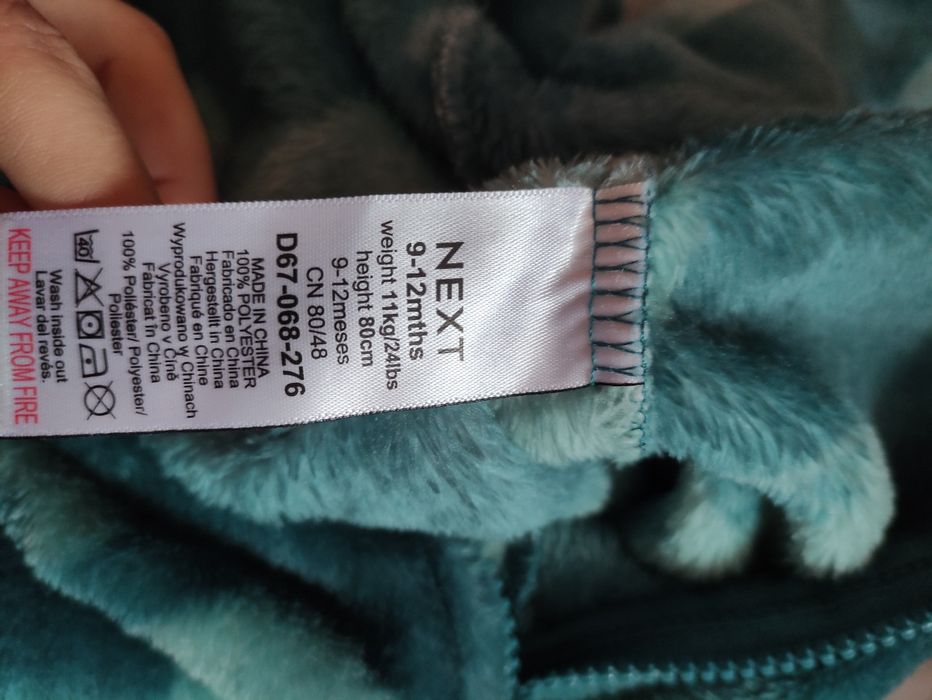 NEXT
9-12mths
weight 11kg/24lbs
height 80cm
9-12meses
CN 80/48
D67-068-276
MADE IN CHINA
100% POLYESTER
Fabricado en China
Hergestellt in China
Fabriqué en Chine
Wyprodukowano w Chinach
Vyrobeno v Číně
Fabricat în China
100% Poliéster/ Polyester/
Poliester
40
Wash inside out
Lavar del revés.
KEEP AWAY FROM FIRE